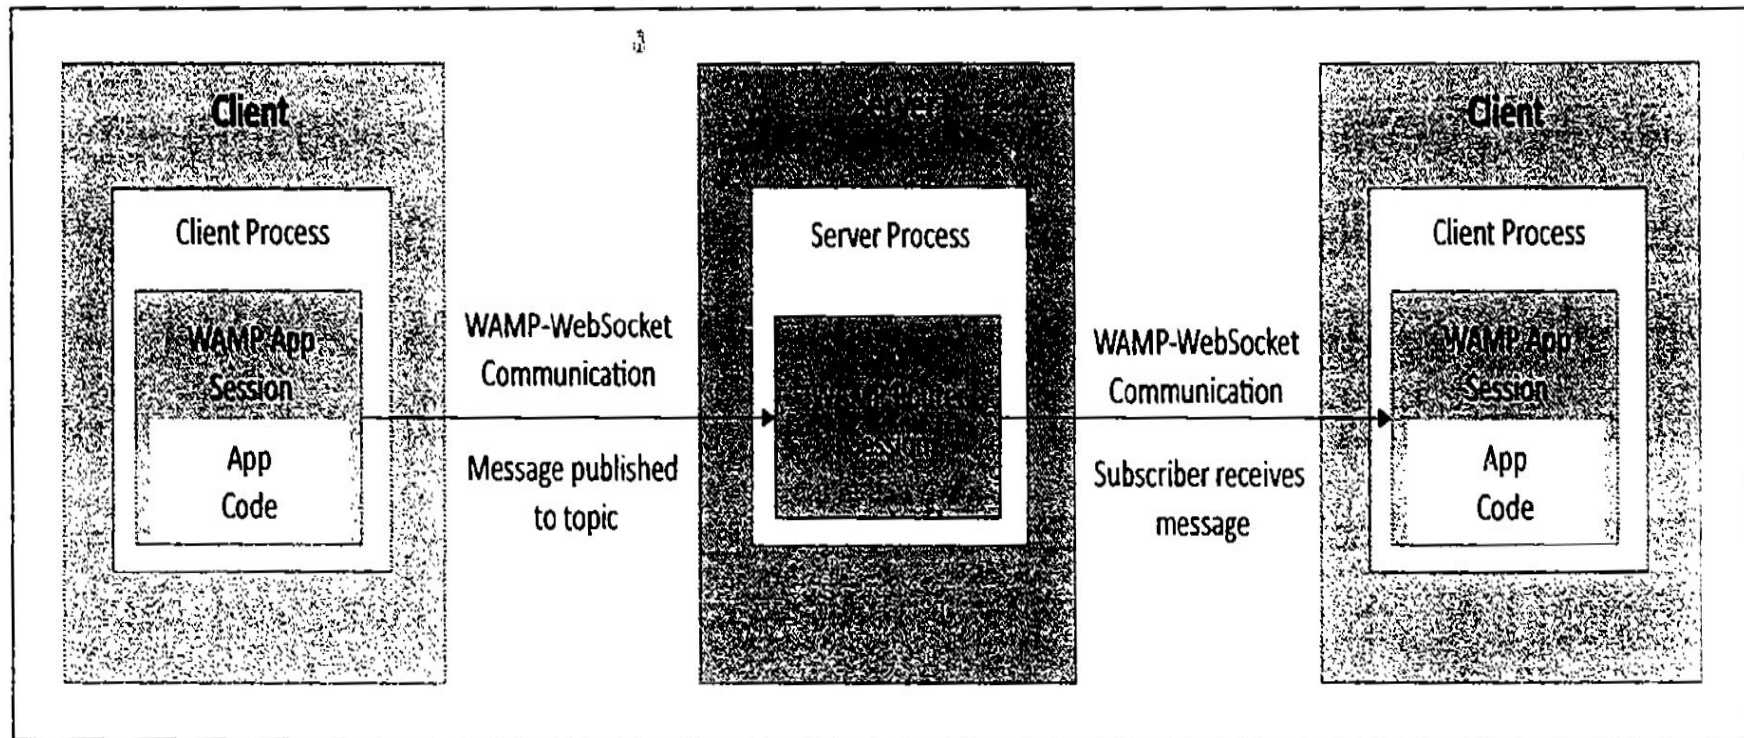 Client
Client Process
WAMP App
Session
App
Code
WAMP-WebSocket
Communication
Message published
to topic
Server Process
WAMP-WebSocket
Communication
Subscriber receives
message
Client
Client Process
WAMP App
Session
App
Code